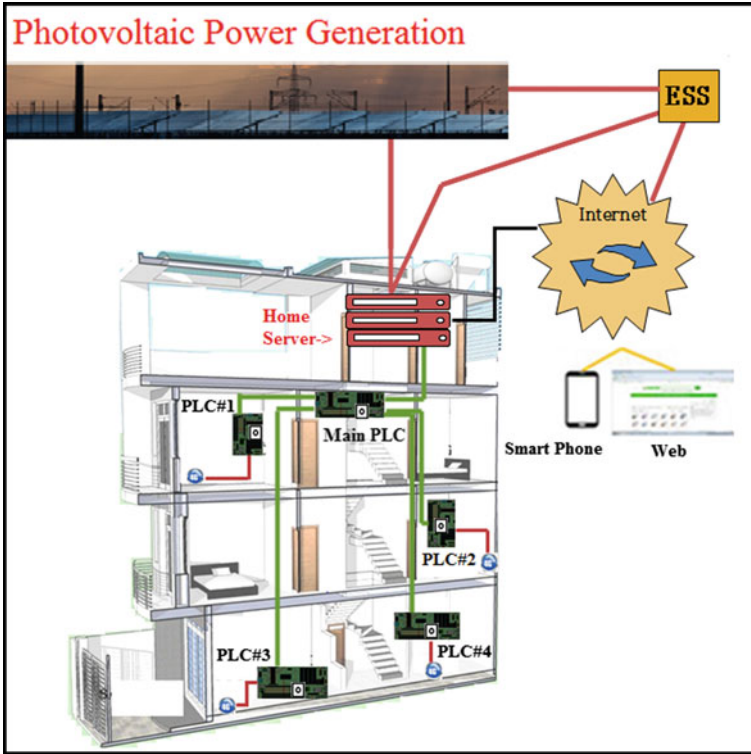 Photovoltaic Power Generation
ESS
Internet
Home
Server->
PLC#1
Main PLC
Smart Phone
Web
PLC#2
PLC#3
PLC#4